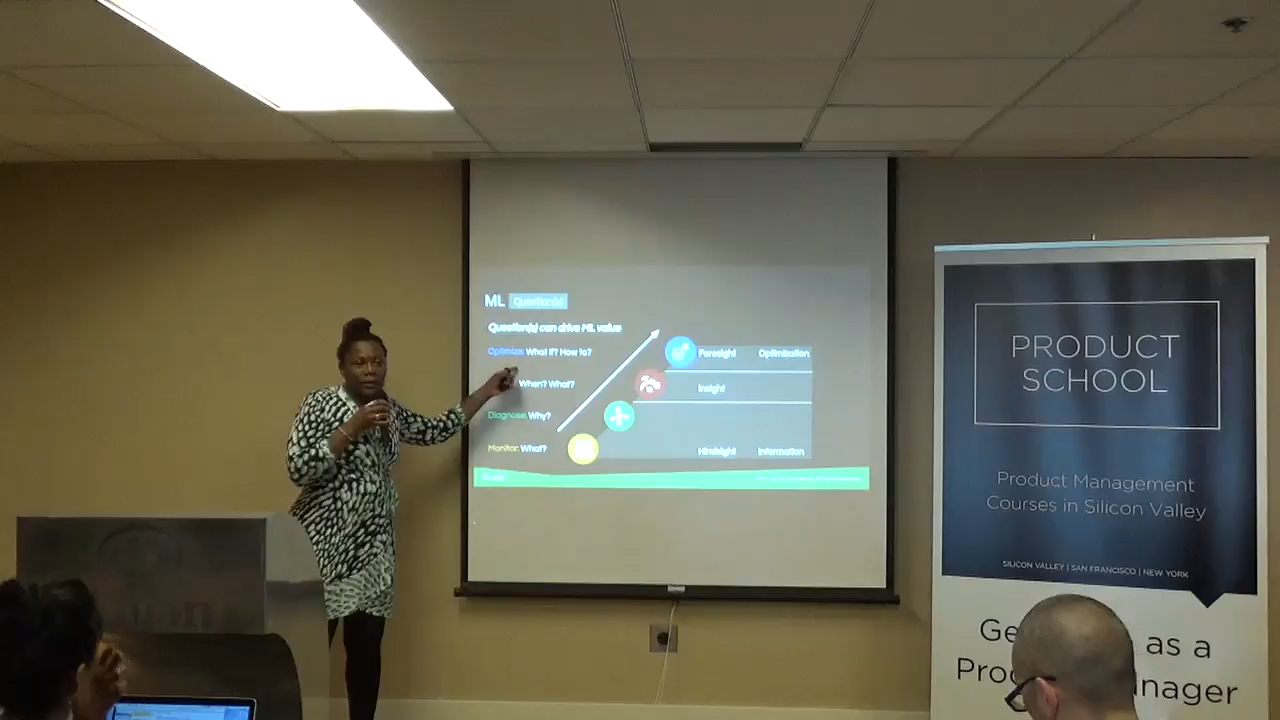 ML Question(s)
Question(s) can drive ML value
Optimize: What if? How to?
Foresight Optimization
When? What?
Insight
Diagnose: Why?
Monitor: What?
Hindsight Information
PRODUCT
SCHOOL
Product Management
Courses in Silicon Valley
SILICON VALLEY | SAN FRANCISCO | NEW YORK
as a